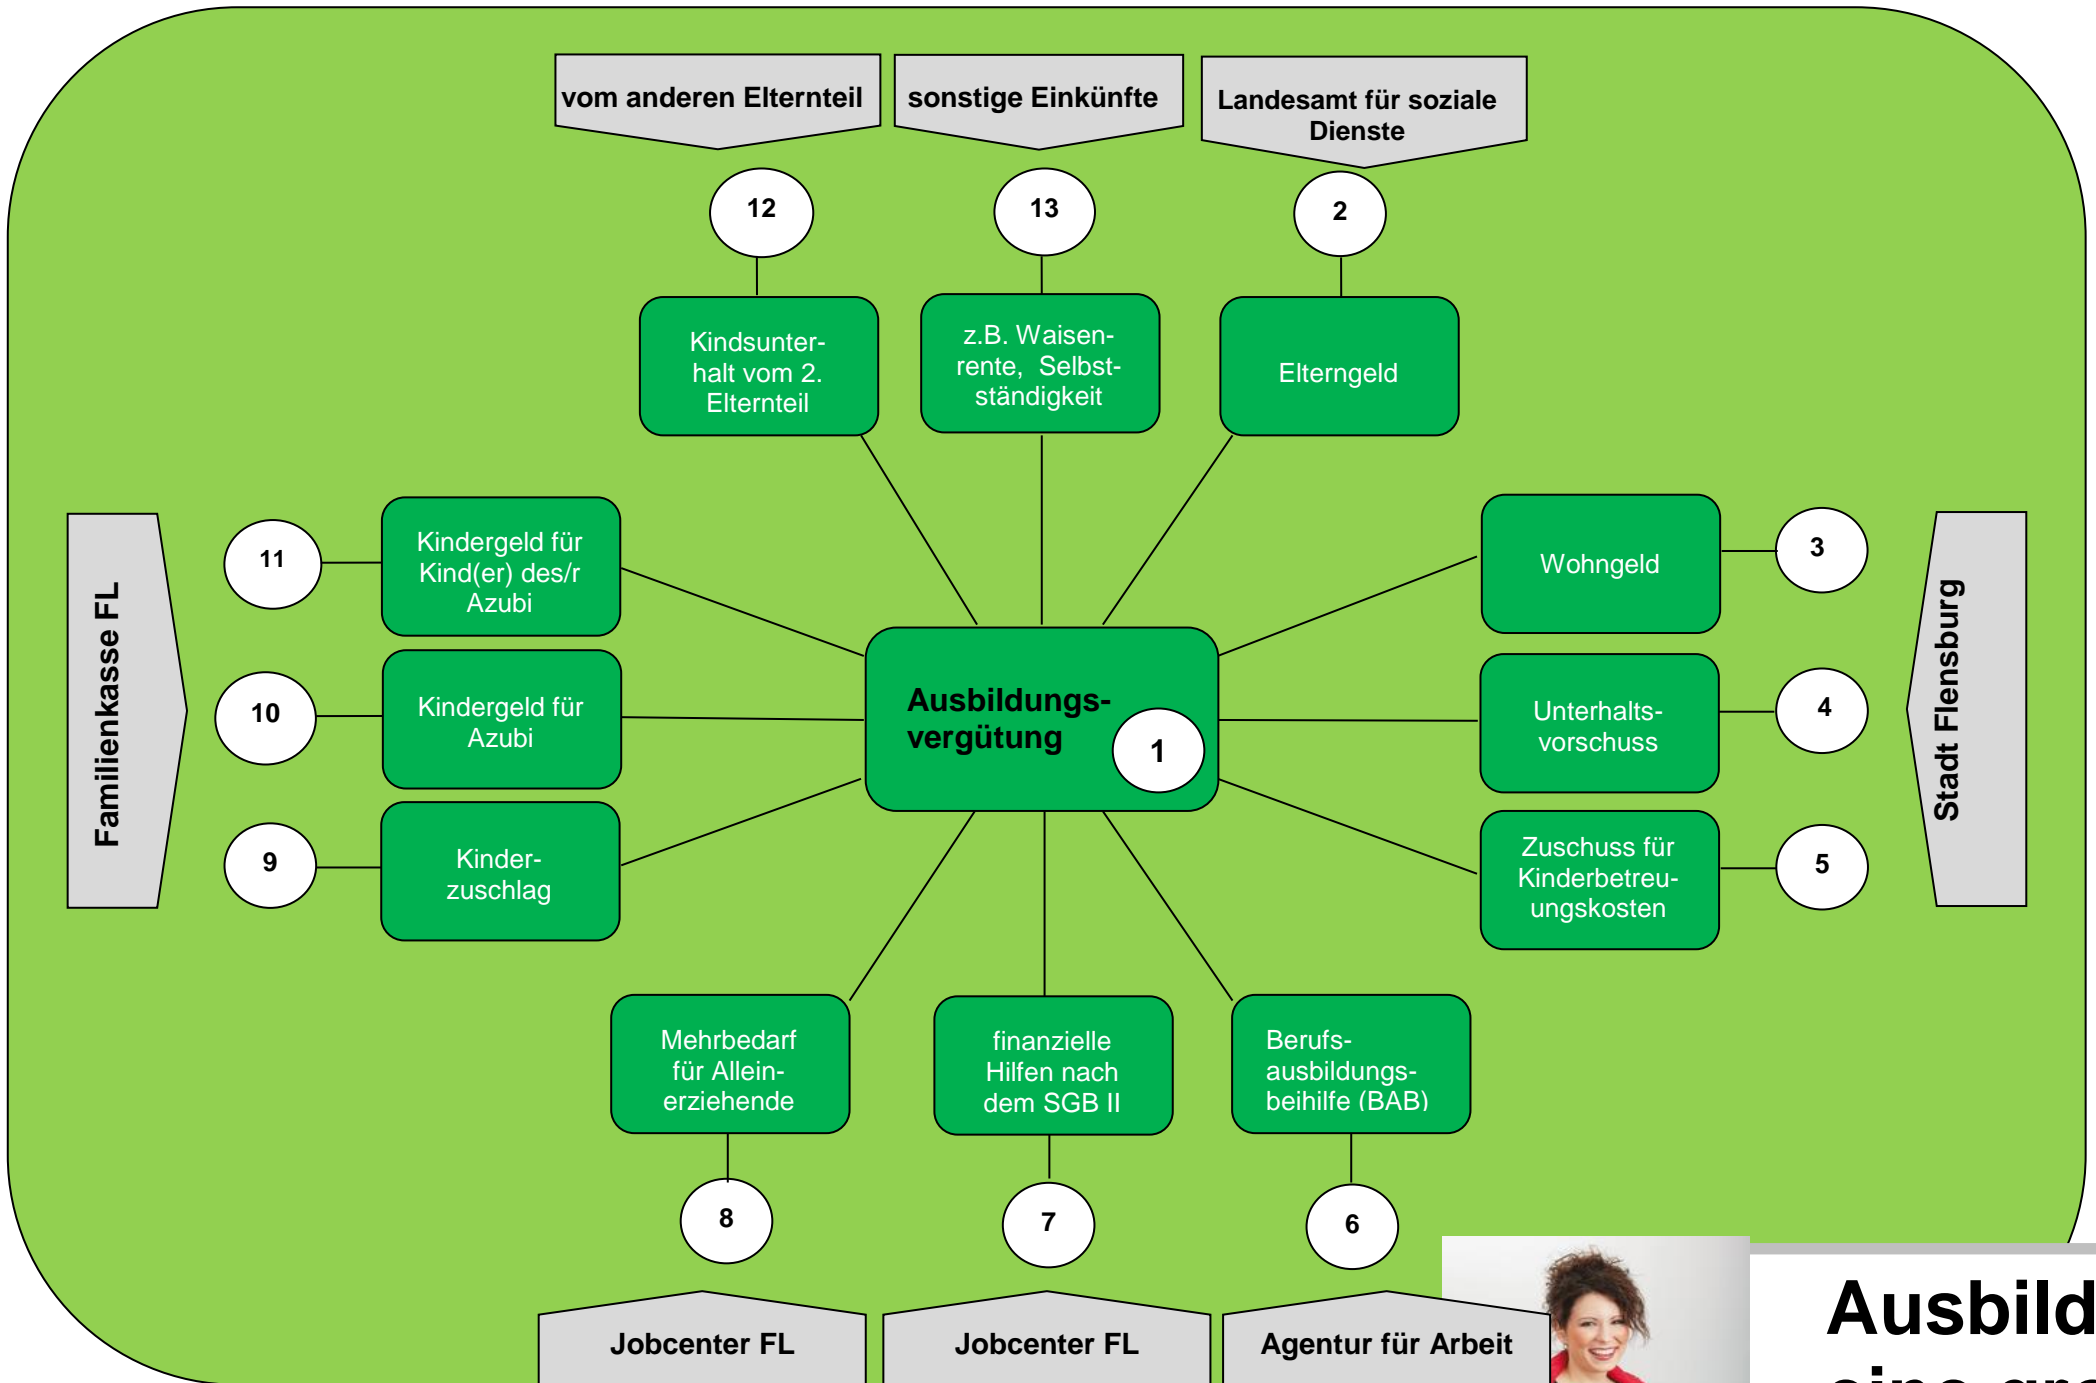 vom anderen Elternteil
sonstige Einkünfte
Landesamt für soziale
Dienste
12
13
2
Kindsunter-
halt vom 2.
Elternteil
z.B. Waisen-
rente, Selbst-
ständigkeit
Elterngeld
Familienkasse FL
11
Kindergeld für
Kind(er) des/r
Azubi
Wohngeld
3
Stadt Flensburg
10
Kindergeld für
Azubi
Ausbildungs-
vergütung
1
Unterhalts-
vorschuss
4
9
Kinder-
zuschlag
Zuschuss für
Kinderbetreu-
ungskosten
5
Mehrbedarf
für Allein-
erziehende
finanzielle
Hilfen nach
dem SGB II
Berufs-
ausbildungs-
beihilfe (BAB)
8
7
6
Jobcenter FL
Jobcenter FL
Agentur für Arbeit
Ausbild